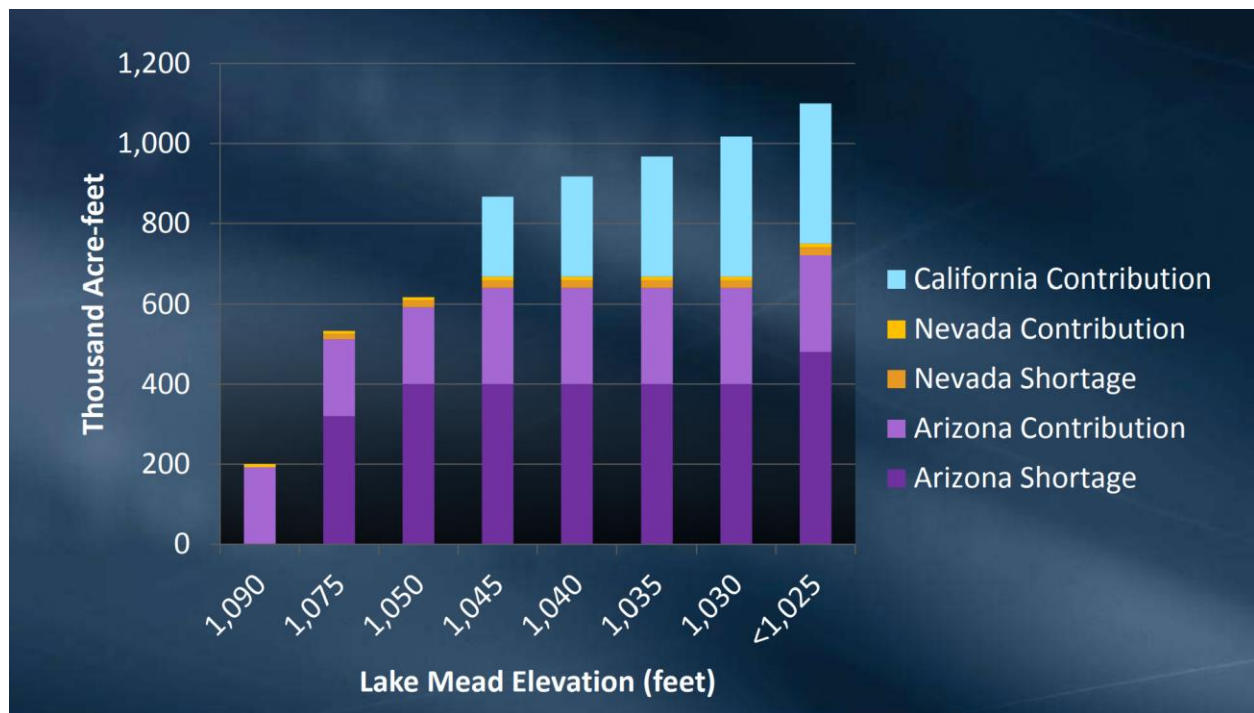 1,200
1,000
800
600
400
200
0
Thousand Acre-feet
1,090
1,075
1,050
1,045
1,040
1,035
1,030
<1,025
Lake Mead Elevation (feet)
California Contribution
Nevada Contribution
Nevada Shortage
Arizona Contribution
Arizona Shortage